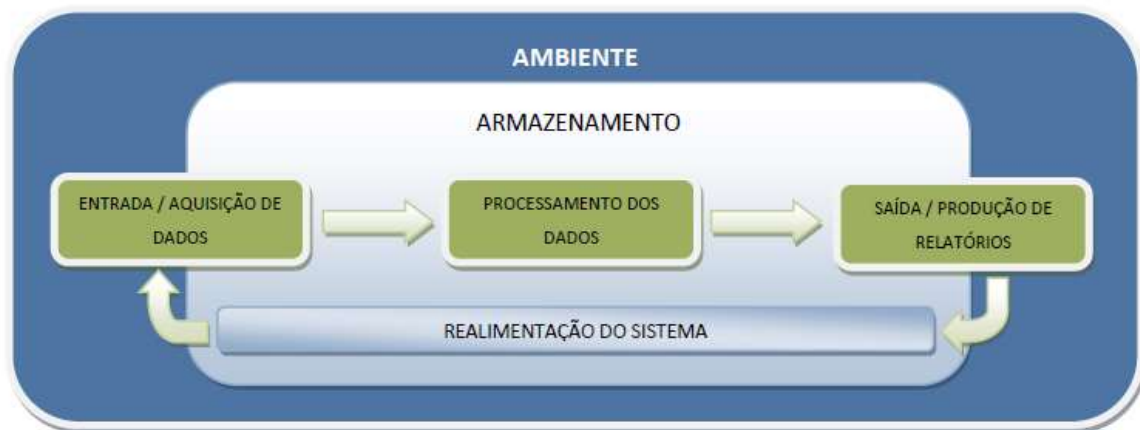 AMBIENTE
ARMAZENAMENTO
ENTRADA / AQUISIÇÃO DE
DADOS
PROCESSAMENTO DOS
DADOS
SAÍDA / PRODUÇÃO DE
RELATÓRIOS
REALIMENTAÇÃO DO SISTEMA